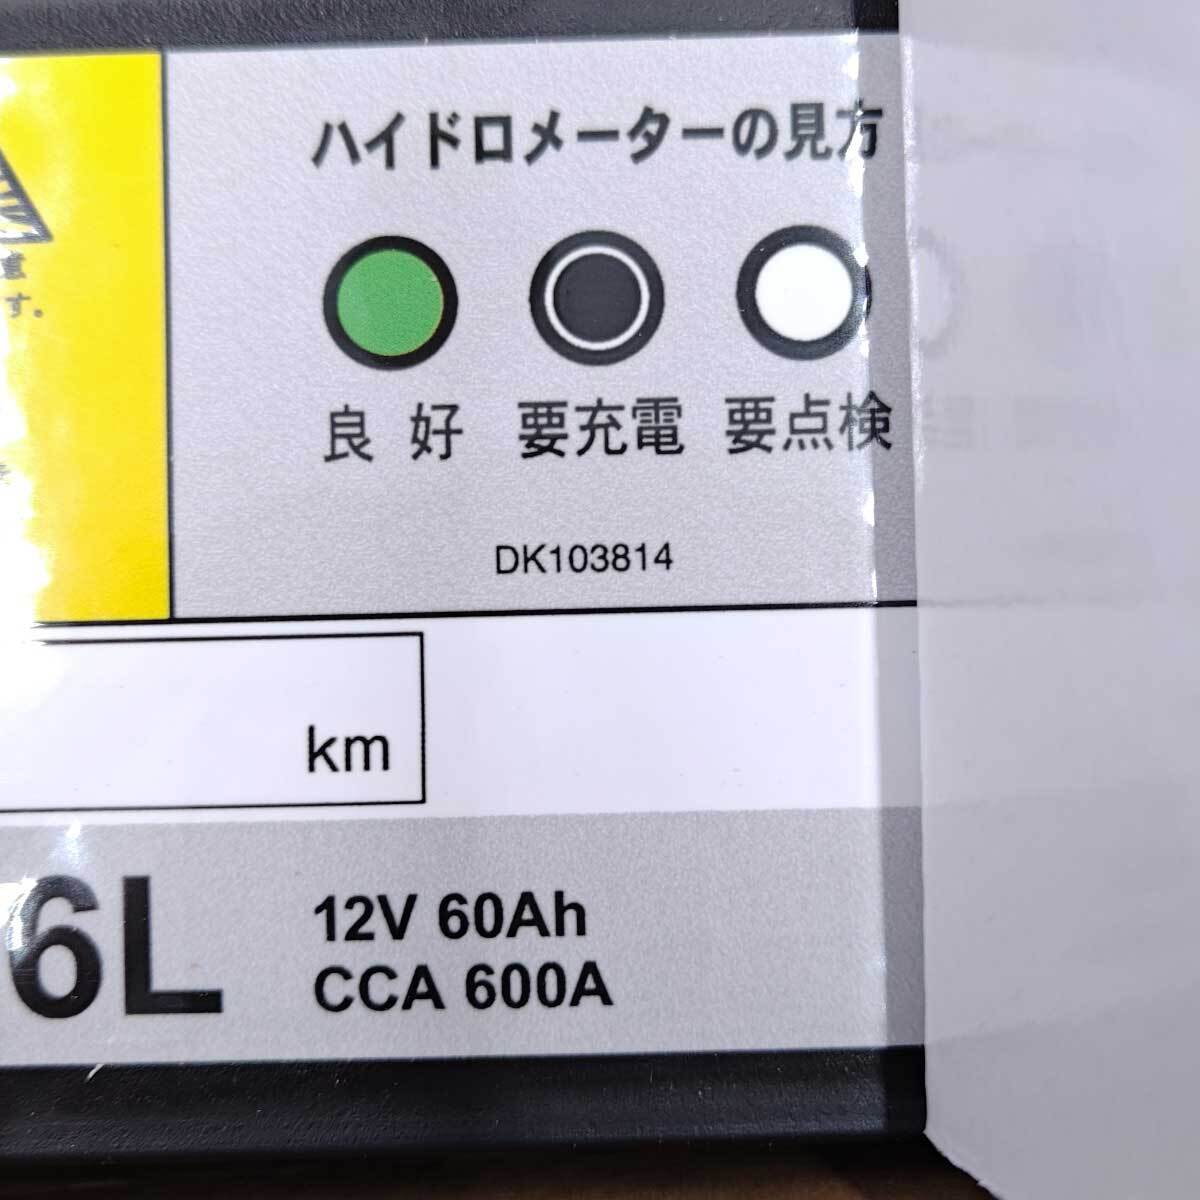 ハイドロメーターの見方
す。
良好 要充電 要点検
DK103814
km
6L
12V 60Ah
CCA 600A